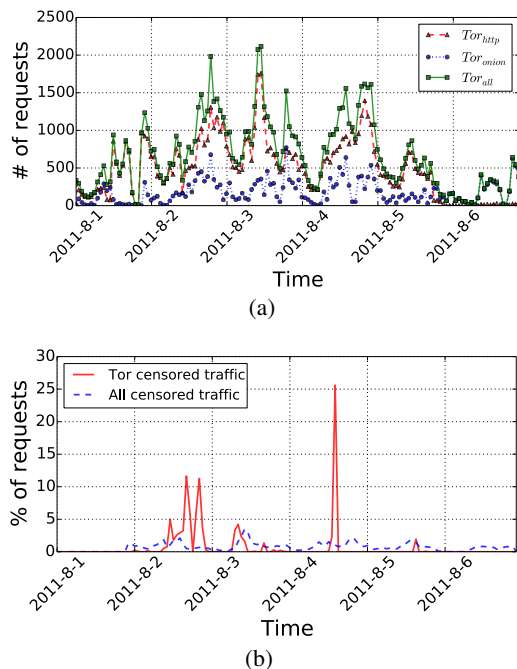 2500
2000
1500
1000
500
0
# of requests
Tor_http
Tor_onion
Tor_all
2011-8-1
2011-8-2
2011-8-3
2011-8-4
2011-8-5
2011-8-6
Time
(a)
30
25
20
15
10
5
0
% of requests
Tor censored traffic
All censored traffic
2011-8-1
2011-8-2
2011-8-3
2011-8-4
2011-8-5
2011-8-6
Time
(b)